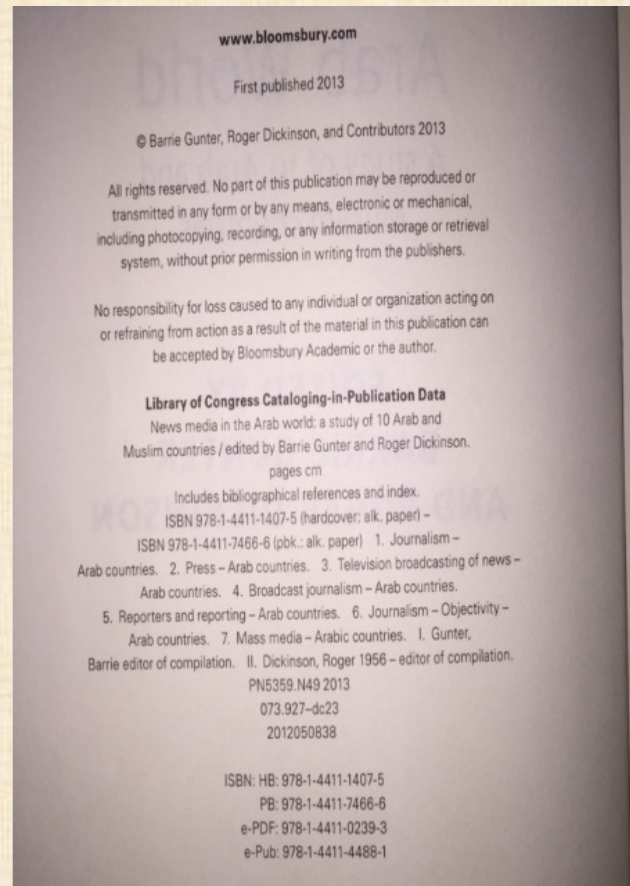 www.bloomsbury.com
First published 2013
© Barrie Gunter, Roger Dickinson, and Contributors 2013
All rights reserved. No part of this publication may be reproduced or
transmitted in any form or by any means, electronic or mechanical,
including photocopying, recording, or any information storage or retrieval
system, without prior permission in writing from the publishers.
No responsibility for loss caused to any individual or organization acting on
or refraining from action as a result of the material in this publication can
be accepted by Bloomsbury Academic or the author.
Library of Congress Cataloging-in-Publication Data
News media in the Arab world: a study of 10 Arab and
Muslim countries / edited by Barrie Gunter and Roger Dickinson.
pages cm
Includes bibliographical references and index.
ISBN 978-1-4411-1407-5 (hardcover: alk. paper) –
ISBN 978-1-4411-7466-6 (pbk.: alk. paper) 1. Journalism –
Arab countries. 2. Press – Arab countries. 3. Television broadcasting of news –
Arab countries. 4. Broadcast journalism – Arab countries.
5. Reporters and reporting – Arab countries. 6. Journalism – Objectivity –
Arab countries. 7. Mass media – Arabic countries. I. Gunter,
Barrie editor of compilation. II. Dickinson, Roger 1956 – editor of compilation.
PN5359.N49 2013
073.927–dc23
2012050838
ISBN: HB: 978-1-4411-1407-5
PB: 978-1-4411-7466-6
e-PDF: 978-1-4411-0239-3
e-Pub: 978-1-4411-4488-1